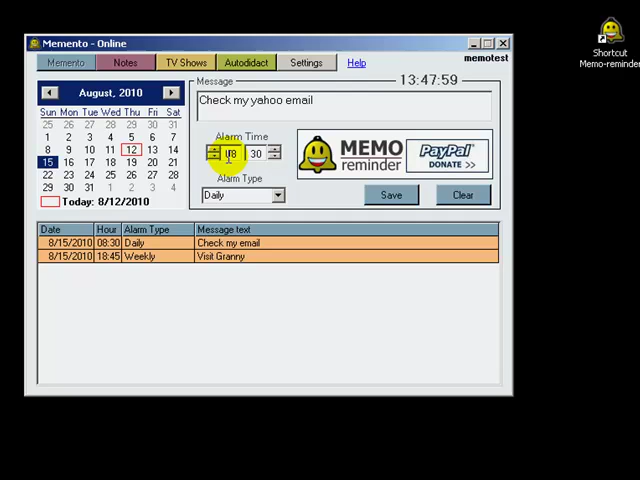 Memento - Online
Memento Notes TV Shows Autodidact Settings Help memotest
Message 13:47:59
Check my yahoo email
August, 2010
Sun Mon Tue Wed Thu Fri Sat
25 26 27 28 29 30 31
1 2 3 4 5 6 7
8 9 10 11 12 13 14
15 16 17 18 19 20 21
22 23 24 25 26 27 28
29 30 31 1 2 3 4
Today: 8/12/2010
Alarm Time
08 30
Alarm Type
Daily
MEMO
reminder
PayPal
DONATE >>
Save Clear
Date Hour Alarm Type Message text
8/15/2010 08:30 Daily Check my email
8/15/2010 18:45 Weekly Visit Granny
Shortcut
Memo-reminder